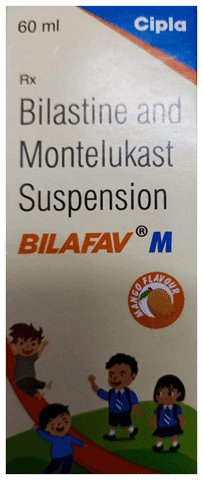 60 ml
Cipla
Rx
Bilastine and
Montelukast
Suspension
BILAFAV® M
MANGO FLAVOUR